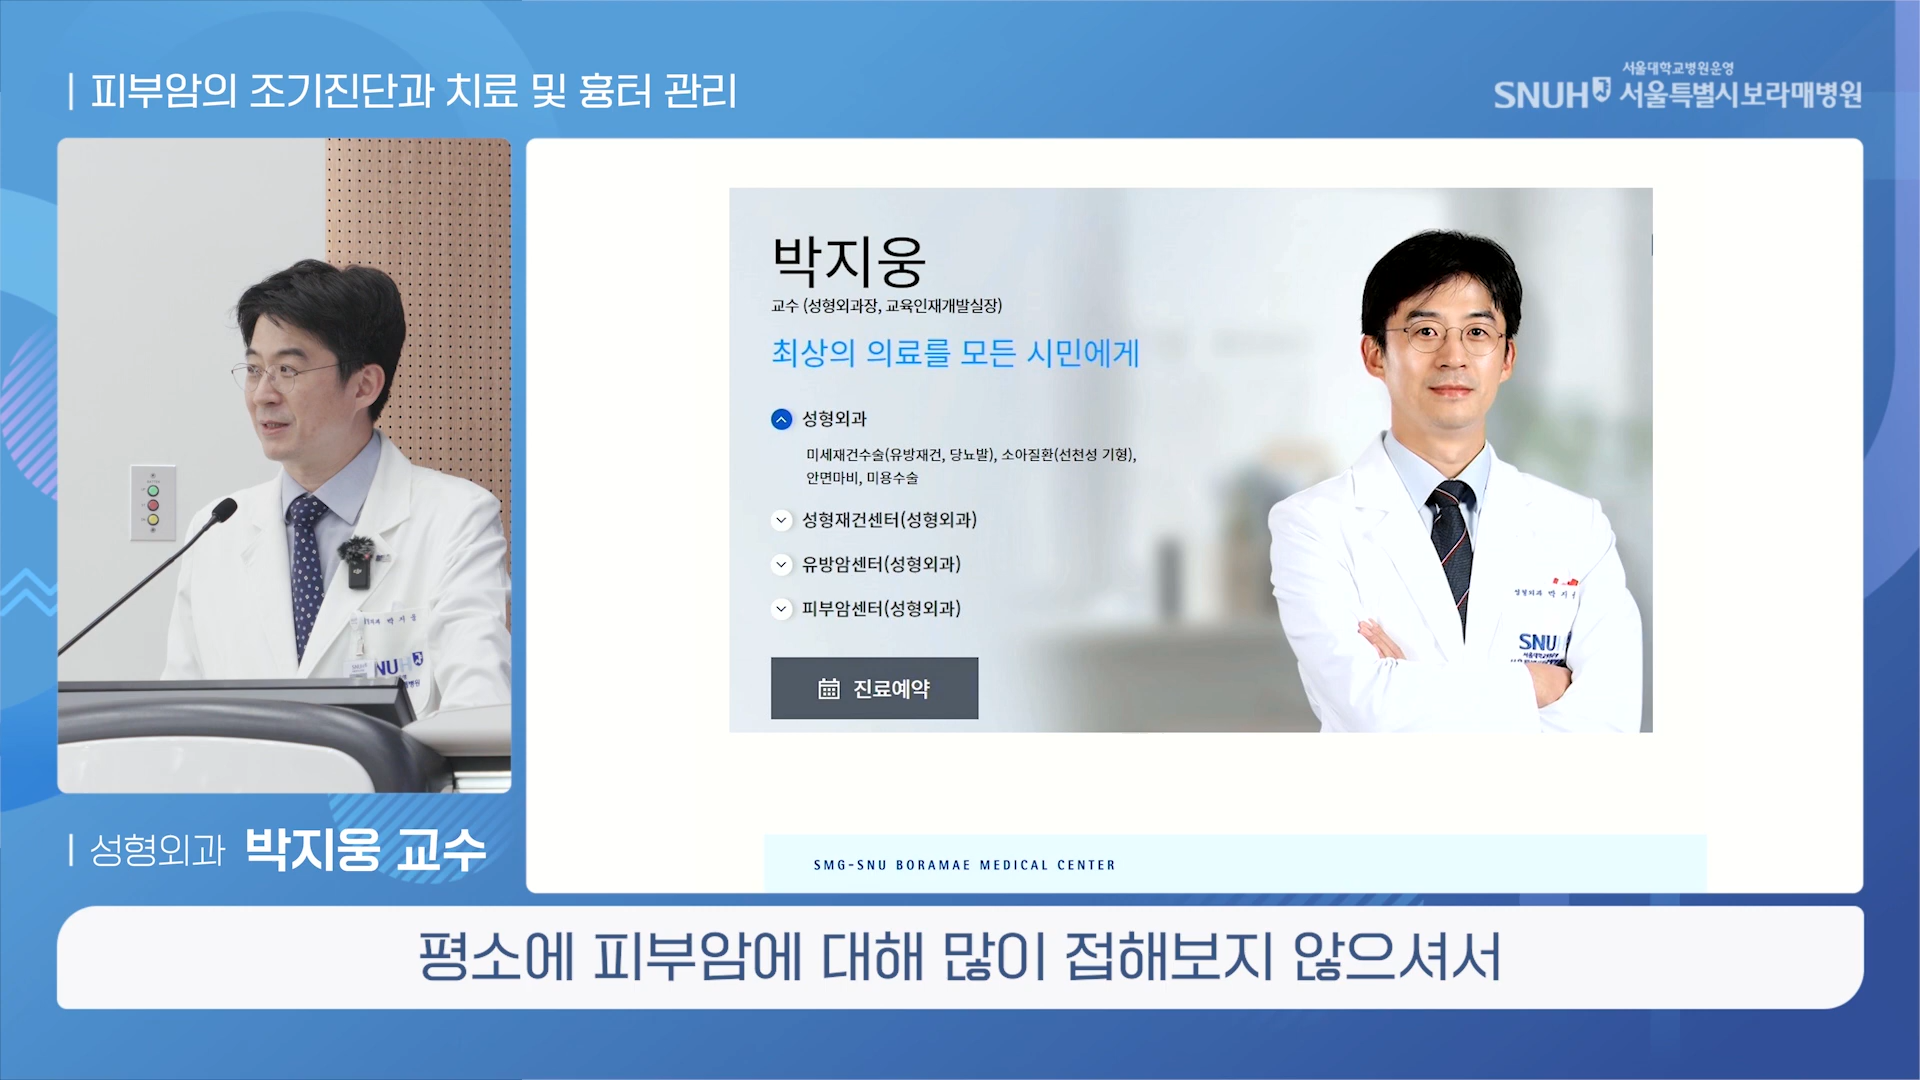 피부암의 조기진단과 치료 및 흉터 관리
서울대학교병원운영
SNUH 서울특별시보라매병원
박지웅
교수 (성형외과장, 교육인재개발실장)
최상의 의료를 모든 시민에게
성형외과
미세재건수술(유방재건, 당뇨발), 소아질환(선천성 기형),
안면마비, 미용수술
성형재건센터(성형외과)
유방암센터(성형외과)
피부암센터(성형외과)
진료예약
성형외과 박지
SNU
SMG-SNU BORAMAE MEDICAL CENTER
성형외과 박지웅 교수
평소에 피부암에 대해 많이 접해보지 않으셔서